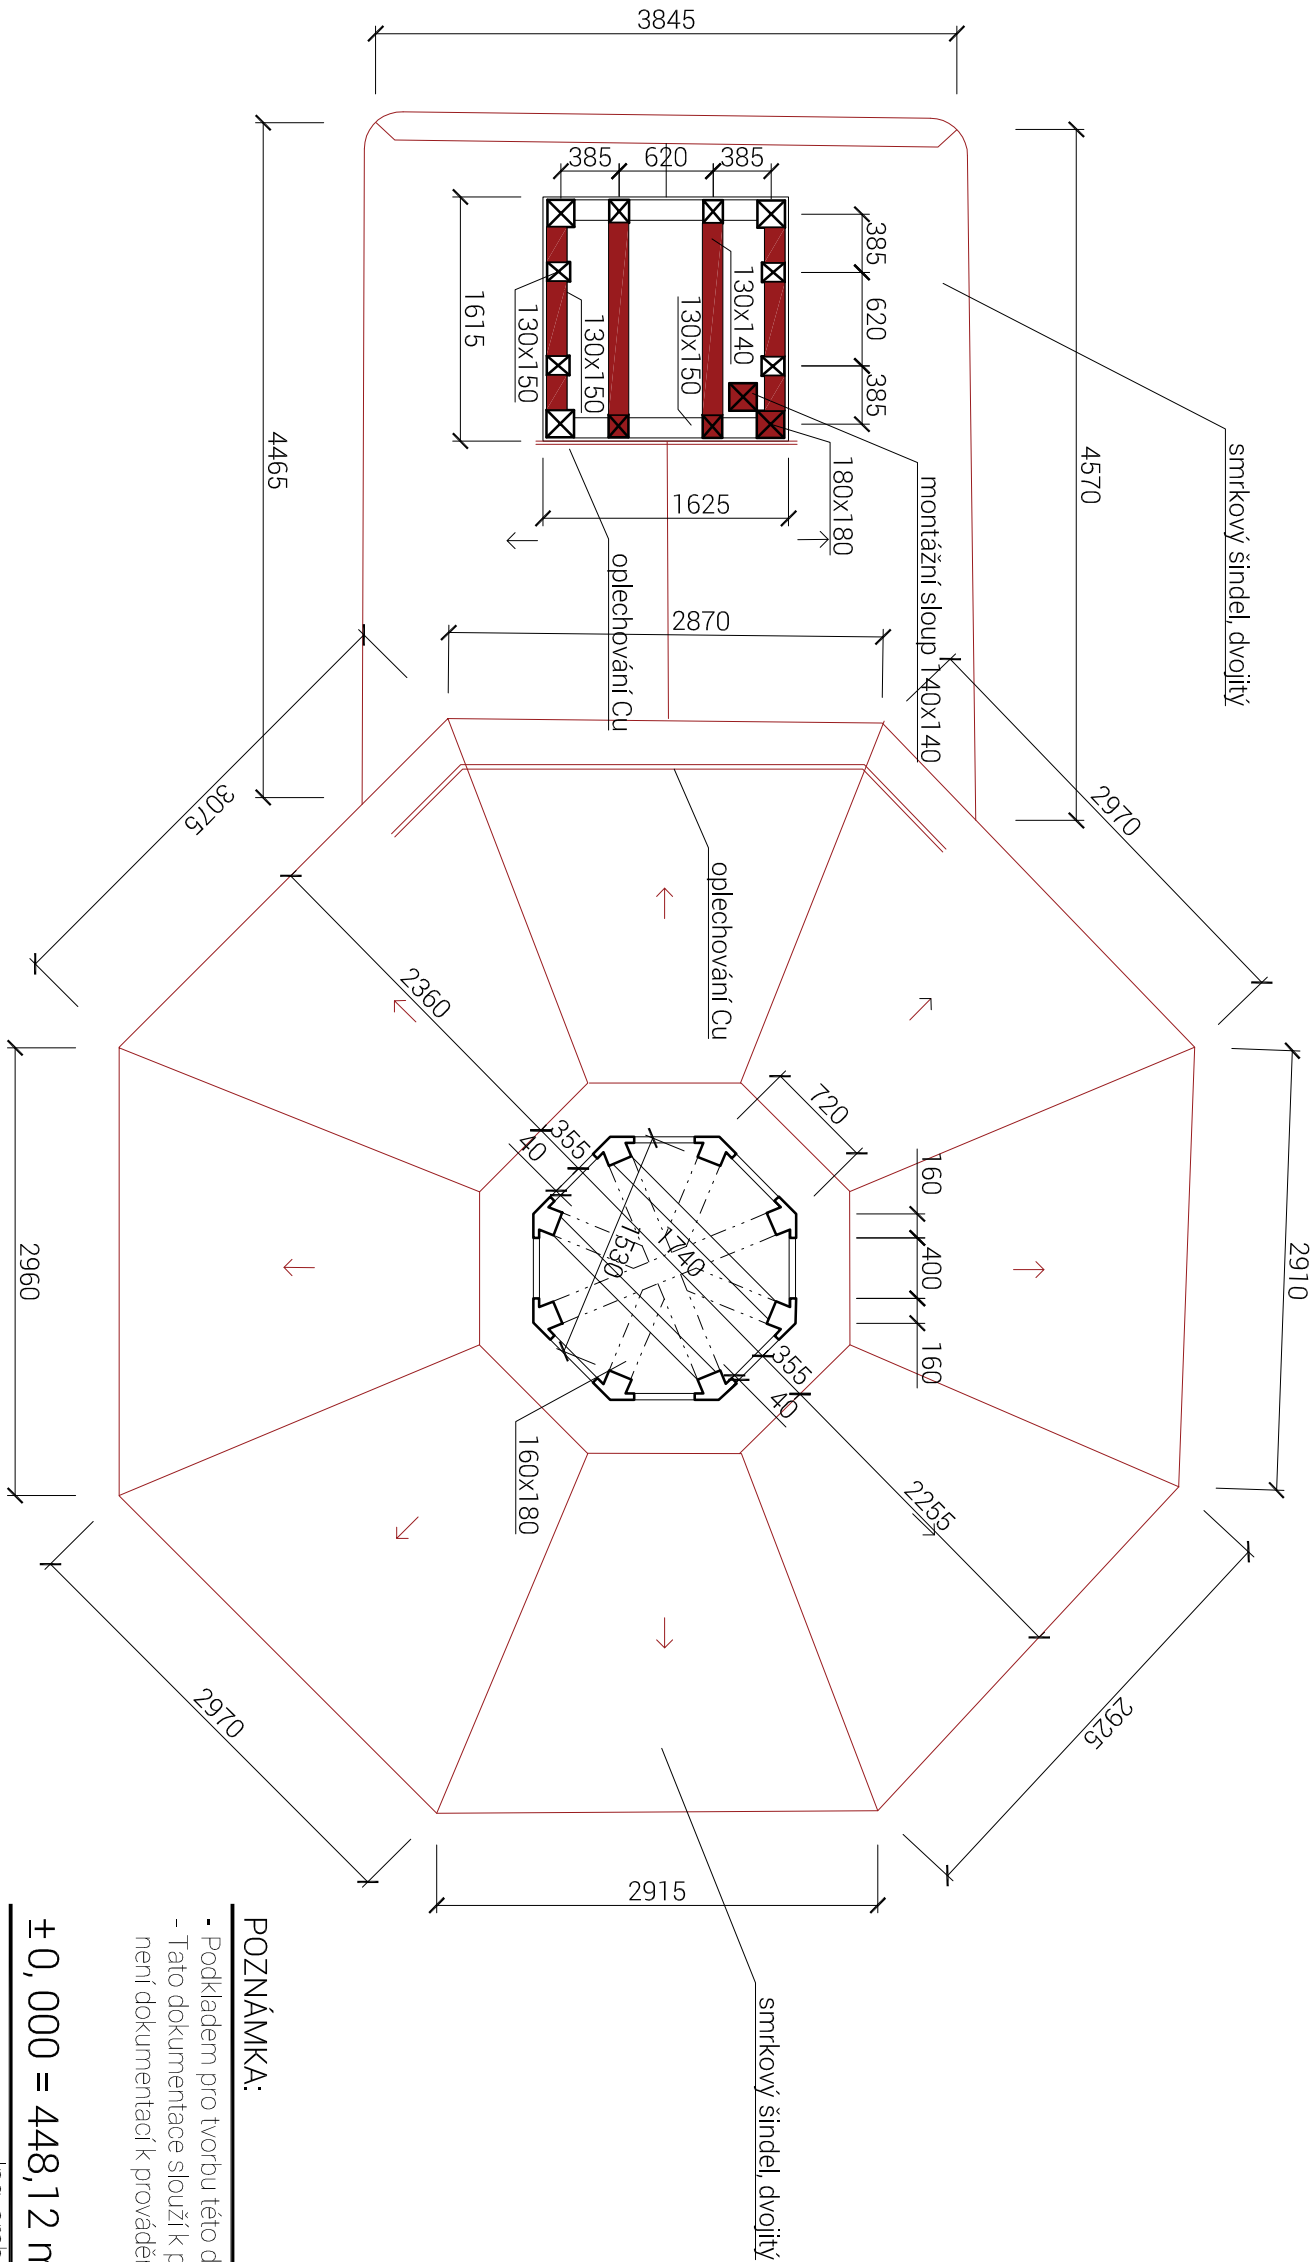 3845
4465
4570
385
620
385
385
620
385
1615
1625
130x140
130x150
130x150
130x150
180x180
montážní sloup 140x140
smrkový šindel, dvojitý
oplechování Cu
2870
oplechování Cu
3075
2970
2360
355
40
720
160
400
160
1530
1740
355
40
2255
160x180
2960
2910
2970
2925
2915
smrkový šindel, dvojitý
POZNÁMKA:
- Podkladem pro tvorbu této
- Tato dokumentace slouží k
není dokumentací k
±0,000 = 448,12